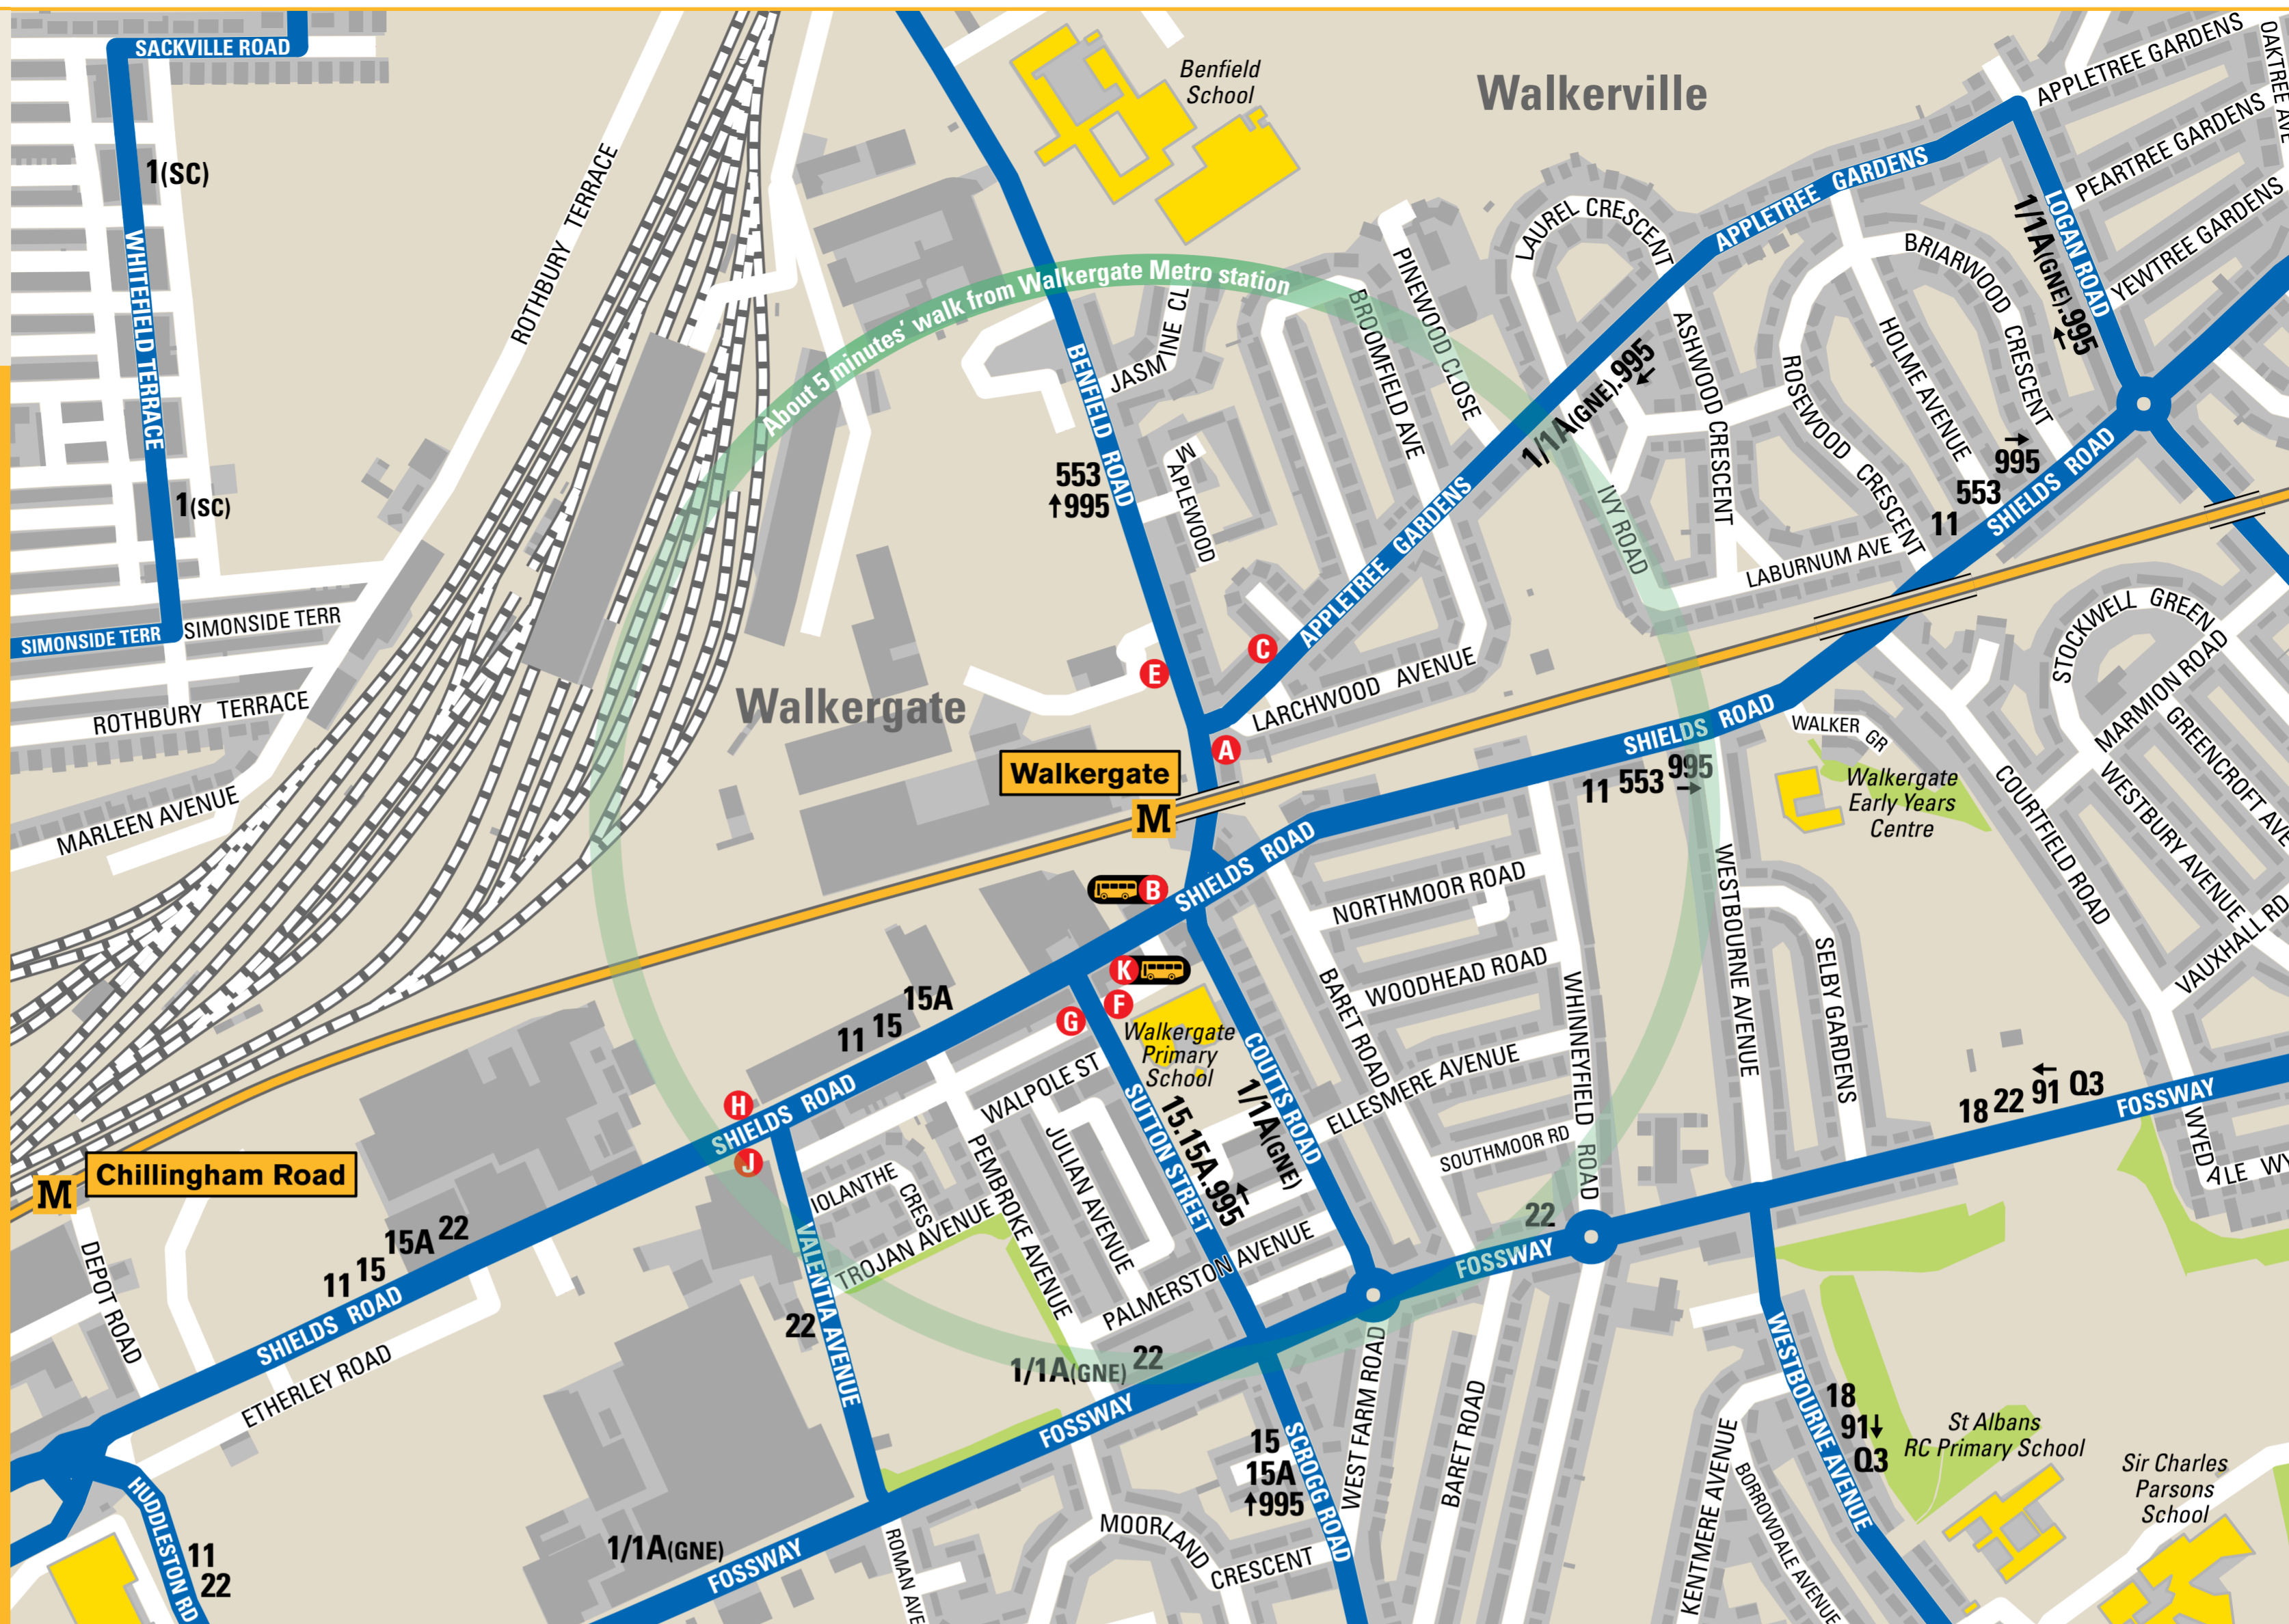 SACKVILLE ROAD
Benfield
School
Walkerville
APPLETREE GARDENS
OAKTREE AVE
PEARTREE GARDENS
YEWTREE GARDENS
1(SC)
WHITEFIELD TERRACE
1(SC)
SIMONSIDE TERR
SIMONSIDE TERR
ROTHBURY TERRACE
ROTHBURY TERRACE
MARLEEN AVENUE
About 5 minutes' walk from Walkergate Metro station
BENFIELD ROAD
553
↑995
JASMINE CL
MAPLEWOOD
BROOMFIELD AVE
PINEWOOD CLOSE
LAUREL CRESCENT
APPLETREE GARDENS
1/1A(GNE).995
←
APPLETREE GARDENS
ASHWOOD CRESCENT
IVY ROAD
ROSEWOOD CRESCENT
HOLME AVENUE
BRIARWOOD CRESCENT
LOGAN ROAD
1/1A(GNE).995
↑
→
995
553
11
SHIELDS ROAD
LABURNUM AVE
LARCHWOOD AVENUE
C
E
A
Walkergate
Walkergate
M
SHIELDS ROAD
11 553 995
→
WALKER GR
Walkergate
Early Years
Centre
STOCKWELL GREEN
MARMION ROAD
GREENCROFT AVE
WESTBURY AVENUE
VAUXHALL RD
COURTFIELD ROAD
B
SHIELDS ROAD
K
F
G
Walkergate
Primary
School
NORTHMOOR ROAD
WOODHEAD ROAD
BARET ROAD
ELLESMERE AVENUE
SOUTHMOOR RD
WHINNEYFIELD ROAD
WESTBOURNE AVENUE
SELBY GARDENS
11 15 15A
SHIELDS ROAD
H
J
WALPOLE ST
SUTTON STREET
15.15A.995
↑
COUTTS ROAD
1/1A(GNE)
IOLANTHE CRES
TROJAN AVENUE
PEMBROKE AVENUE
JULIAN AVENUE
PALMERSTON AVENUE
VALENTIA AVENUE
22
Chillingham Road
M
DEPOT ROAD
11 15 15A 22
SHIELDS ROAD
ETHERLEY ROAD
HUDDLESTON RD
11
22
1/1A(GNE) 22
FOSSWAY
1/1A(GNE)
FOSSWAY
22
FOSSWAY
←
18 22 91 Q3
FOSSWAY
WYEDALE WY
15
15A
↑995
SCROGG ROAD
WEST FARM ROAD
BARET ROAD
ROMAN AVE
MOORLAND CRESCENT
KENTMERE AVENUE
BORROWDALE AVENUE
WESTBOURNE AVENUE
18
91↓
Q3
St Albans
RC Primary School
Sir Charles
Parsons
School